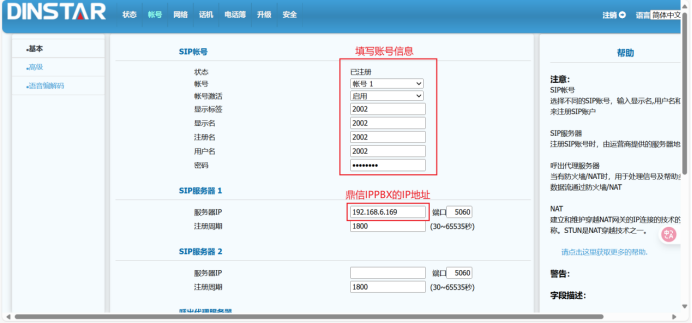 DINSTAR
状态 帐号 网络 话机 电话簿 升级 安全
注销 语言 简体中文
基本
高级
语音编解码
SIP帐号
填写账号信息
状态 已注册
帐号 帐号 1
帐号激活 启用
显示标签 2002
显示名 2002
注册名 2002
用户名 2002
密码 ••••••••
SIP服务器 1
鼎信IPPBX的IP地址
服务器IP 192.168.6.169 端口 5060
注册周期 1800 (30~65535秒)
SIP服务器 2
服务器IP 端口 5060
注册周期 1800 (30~65535秒)
呼出代理服务器
帮助
注意:
SIP帐号
选择不同的SIP账号，输入显示名,用户名和
来注册SIP账户
SIP服务器
注册SIP账号时，由运营商提供的服务器地
呼出代理服务器
当有防火墙/NAT时，用于处理信号及帮助
数据流通过防火墙/NAT
NAT
建立和维护穿越NAT网关的IP连接的技术的
称。STUN是NAT穿越技术之一。
请点击这里获取更多的帮助.
警告:
字段描述: